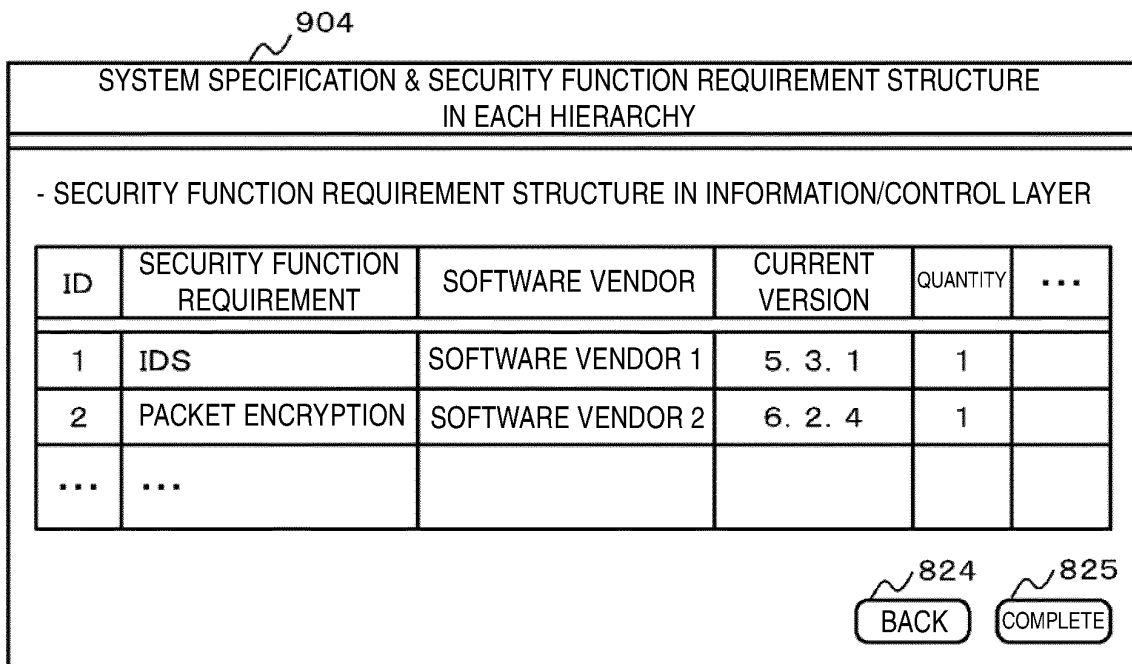 904
SYSTEM SPECIFICATION & SECURITY FUNCTION REQUIREMENT STRUCTURE
IN EACH HIERARCHY
- SECURITY FUNCTION REQUIREMENT STRUCTURE IN INFORMATION/CONTROL LAYER
ID SECURITY FUNCTION REQUIREMENT SOFTWARE VENDOR CURRENT VERSION QUANTITY ...
1 IDS SOFTWARE VENDOR 1 5. 3. 1 1
2 PACKET ENCRYPTION SOFTWARE VENDOR 2 6. 2. 4 1
... ...
824 825
BACK COMPLETE